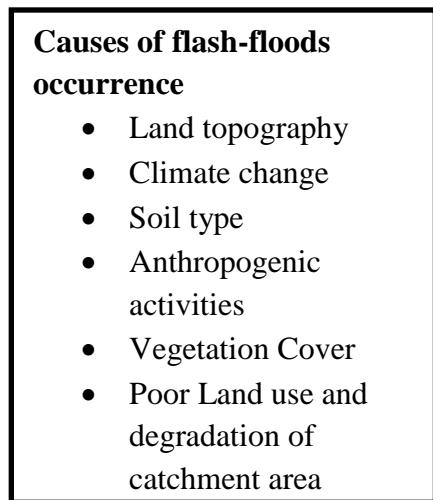 Causes of flash-floods
occurrence
• Land topography
• Climate change
• Soil type
• Anthropogenic
activities
• Vegetation Cover
• Poor Land use and
degradation of
catchment area